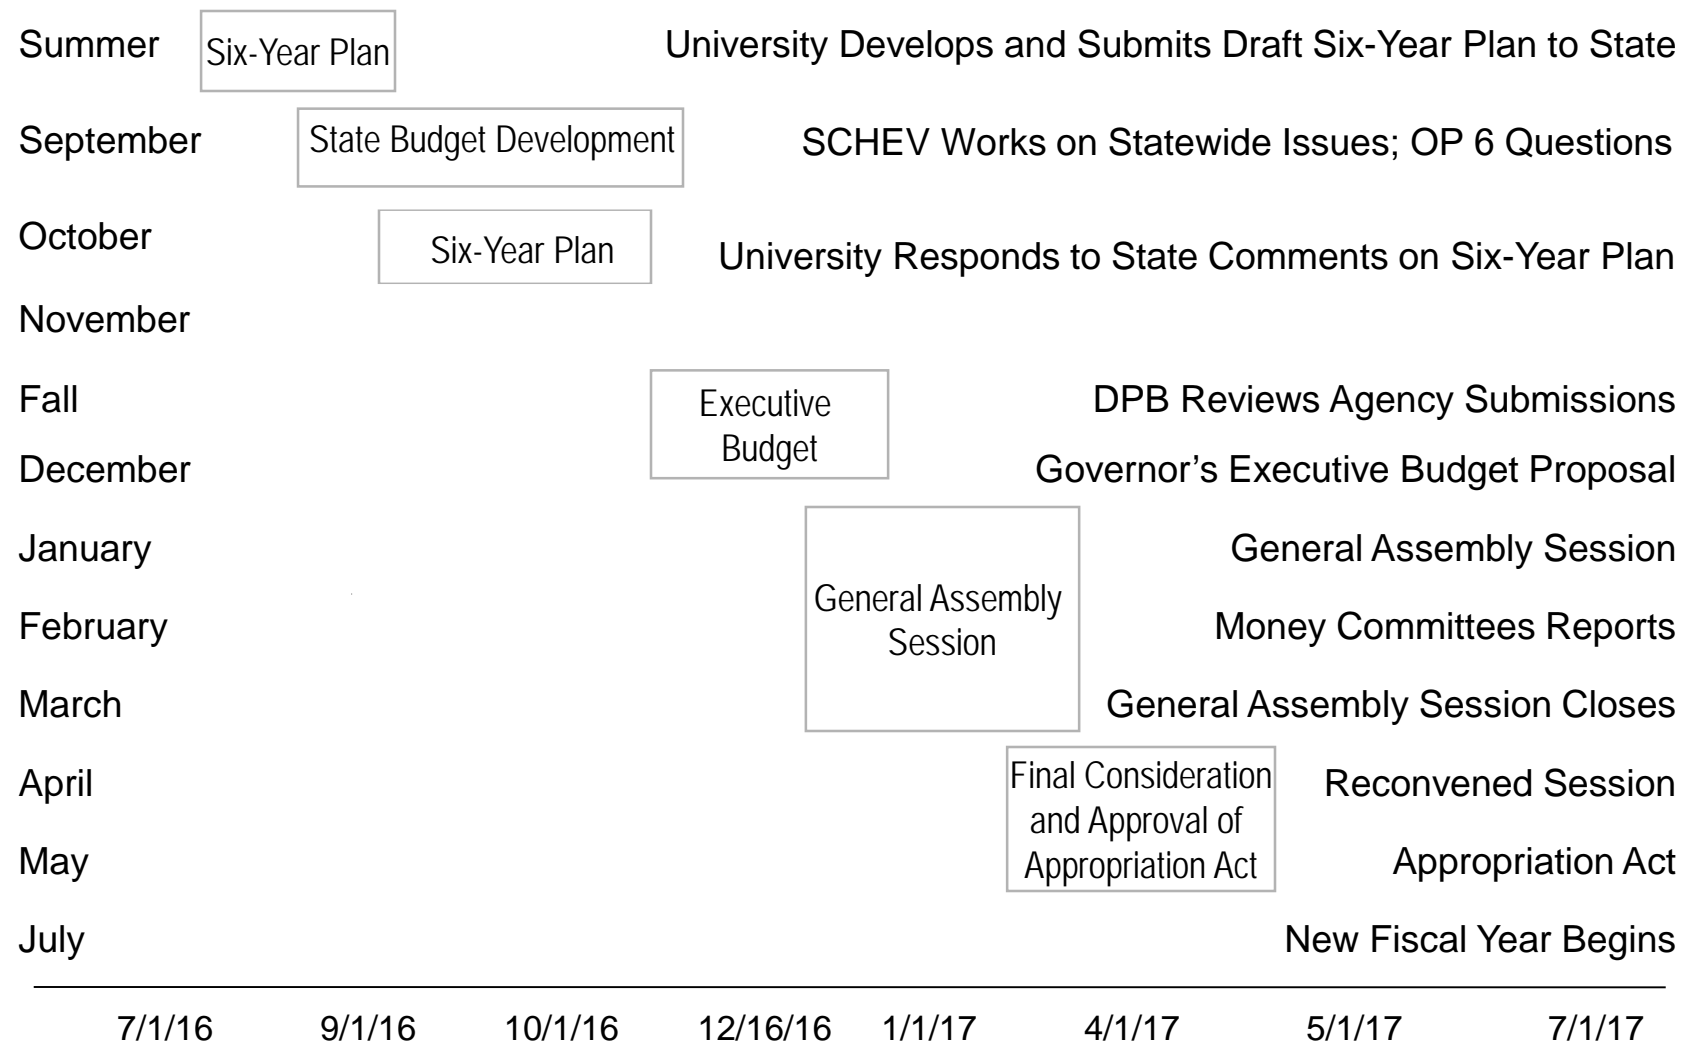 Summer
Six-Year Plan
University Develops and Submits Draft Six-Year Plan to State
September
State Budget Development
SCHEV Works on Statewide Issues; OP 6 Questions
October
Six-Year Plan
University Responds to State Comments on Six-Year Plan
November
Fall
Executive
Budget
DPB Reviews Agency Submissions
December
Governor’s Executive Budget Proposal
January
General Assembly Session
General Assembly
Session
February
Money Committees Reports
March
General Assembly Session Closes
April
Final Consideration
and Approval of
Appropriation Act
Reconvened Session
May
Appropriation Act
July
New Fiscal Year Begins
7/1/16 9/1/16 10/1/16 12/16/16 1/1/17 4/1/17 5/1/17 7/1/17